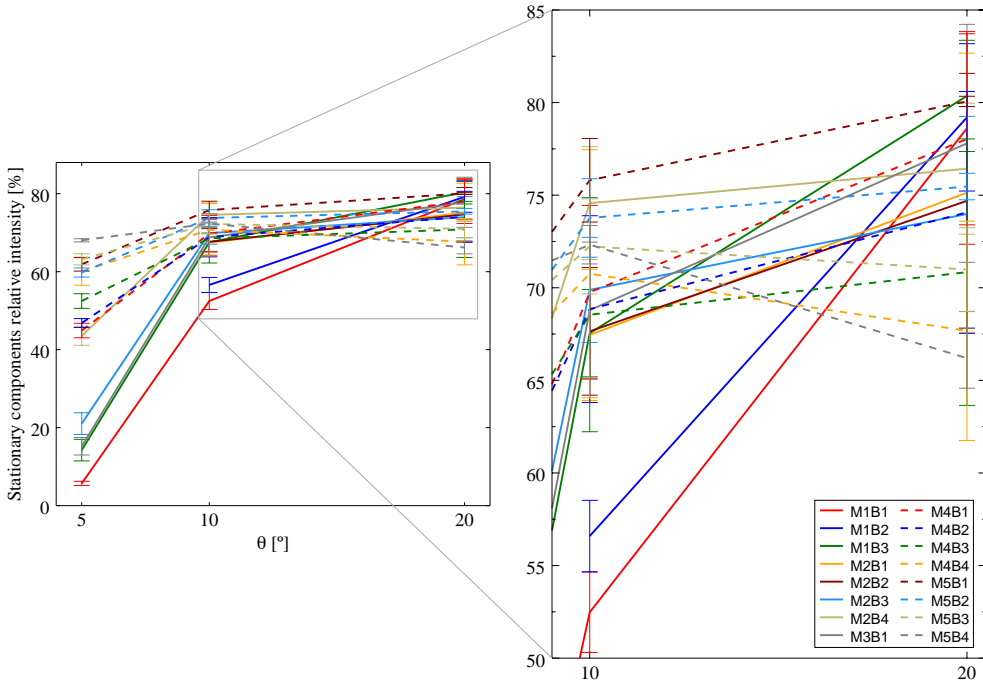 Stationary components relative intensity [%]
80
60
40
20
0
5
10
20
θ [º]
85
80
75
70
65
60
55
50
10
20
M1B1 M4B1
M1B2 M4B2
M1B3 M4B3
M2B1 M4B4
M2B2 M5B1
M2B3 M5B2
M2B4 M5B3
M3B1 M5B4